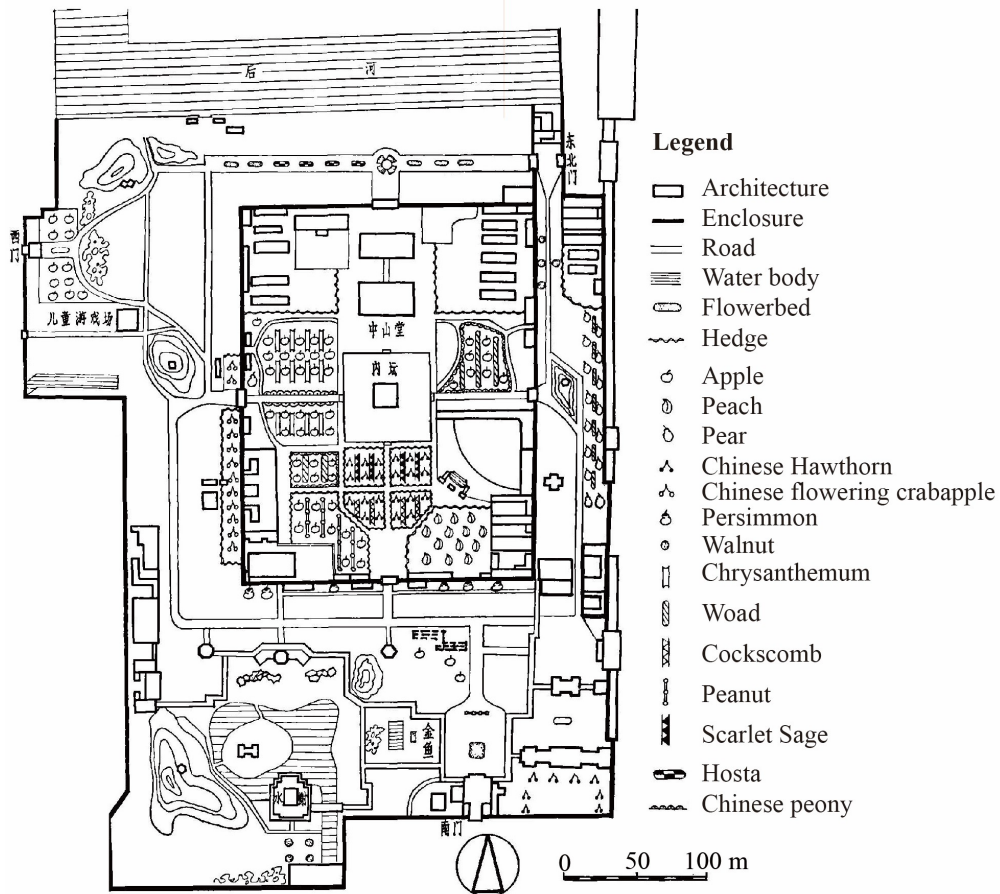 后河
东北门
西门
儿童游戏场
中山堂
内坛
金鱼
水榭
南门
Legend
Architecture
Enclosure
Road
Water body
Flowerbed
Hedge
Apple
Peach
Pear
Chinese Hawthorn
Chinese flowering crabapple
Persimmon
Walnut
Chrysanthemum
Woad
Cockscomb
Peanut
Scarlet Sage
Hosta
Chinese peony
0 50 100 m